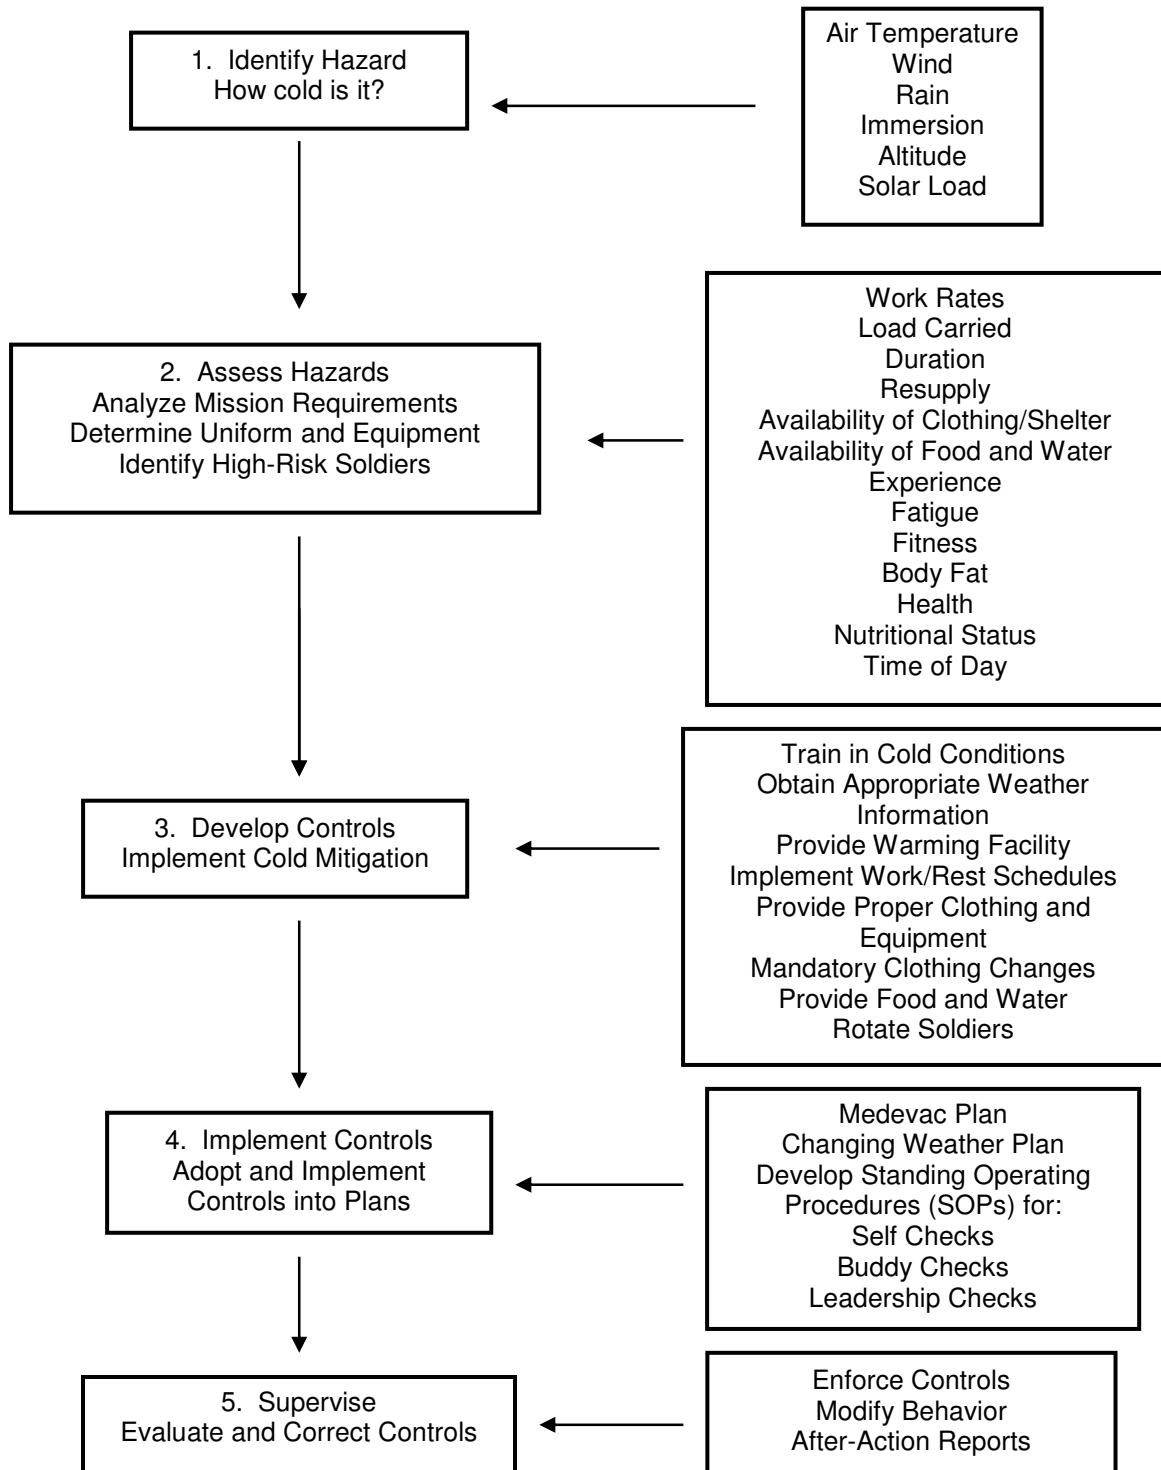 1. Identify Hazard
How cold is it?
Air Temperature
Wind
Rain
Immersion
Altitude
Solar Load
2. Assess Hazards
Analyze Mission Requirements
Determine Uniform and Equipment
Identify High-Risk Soldiers
Work Rates
Load Carried
Duration
Resupply
Availability of Clothing/Shelter
Availability of Food and Water
Experience
Fatigue
Fitness
Body Fat
Health
Nutritional Status
Time of Day
3. Develop Controls
Implement Cold Mitigation
Train in Cold Conditions
Obtain Appropriate Weather
Information
Provide Warming Facility
Implement Work/Rest Schedules
Provide Proper Clothing and
Equipment
Mandatory Clothing Changes
Provide Food and Water
Rotate Soldiers
4. Implement Controls
Adopt and Implement
Controls into Plans
Medevac Plan
Changing Weather Plan
Develop Standing Operating
Procedures (SOPs) for:
Self Checks
Buddy Checks
Leadership Checks
5. Supervise
Evaluate and Correct Controls
Enforce Controls
Modify Behavior
After-Action Reports